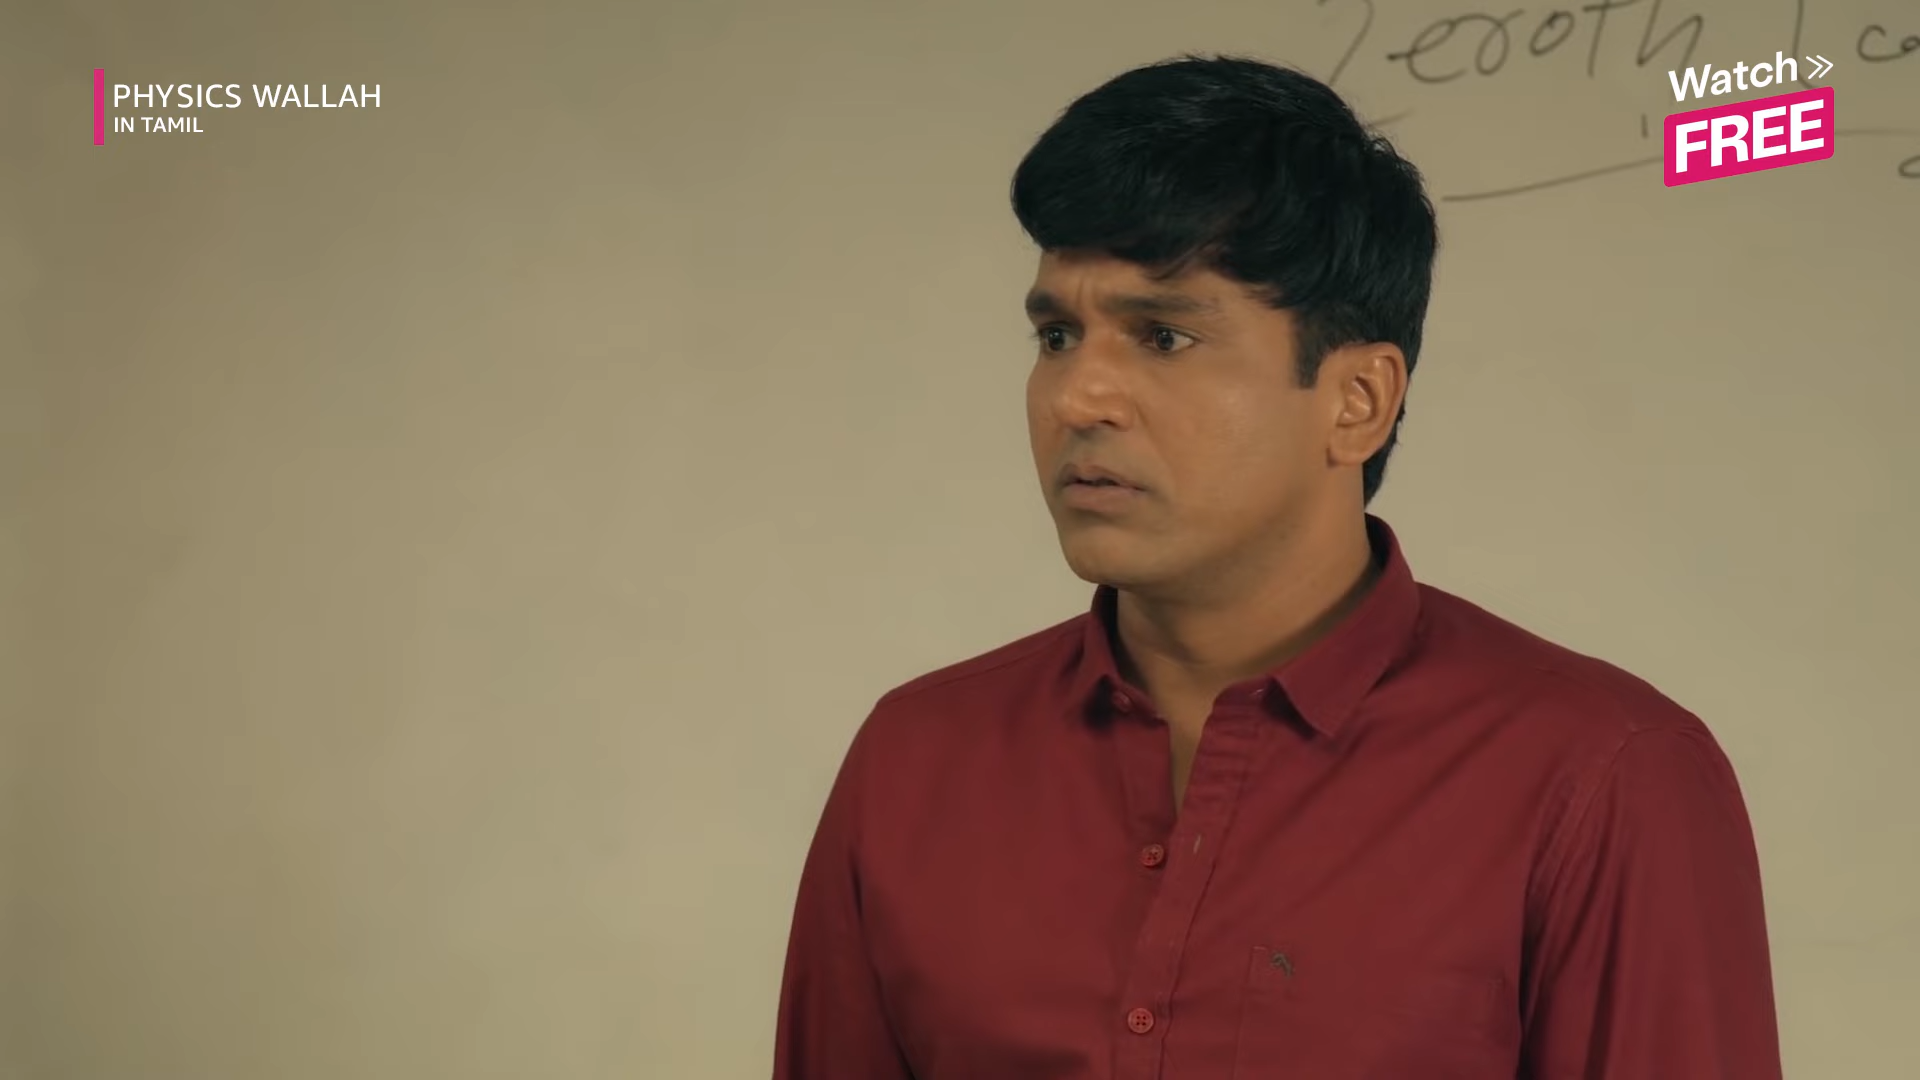 PHYSICS WALLAH
IN TAMIL
Watch
FREE
Zeroth